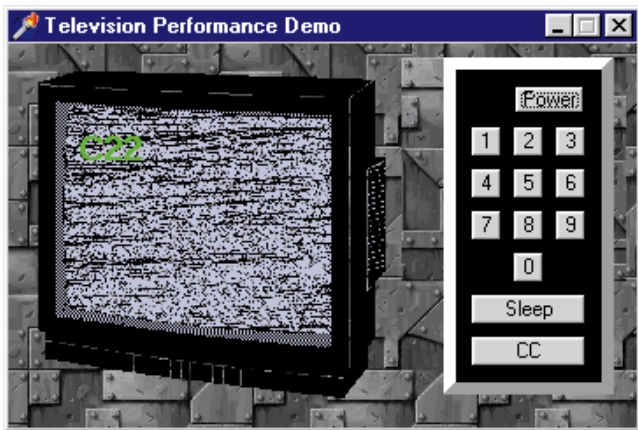 Television Performance Demo
C22
Power
1 2 3
4 5 6
7 8 9
0
Sleep
CC